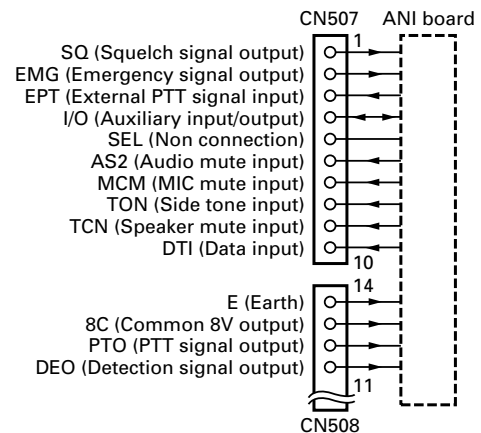 CN507 ANI board
1
SQ (Squelch signal output)
EMG (Emergency signal output)
EPT (External PTT signal input)
I/O (Auxiliary input/output)
SEL (Non connection)
AS2 (Audio mute input)
MCM (MIC mute input)
TON (Side tone input)
TCN (Speaker mute input)
DTI (Data input)
10
14
E (Earth)
8C (Common 8V output)
PTO (PTT signal output)
DEO (Detection signal output)
11
CN508